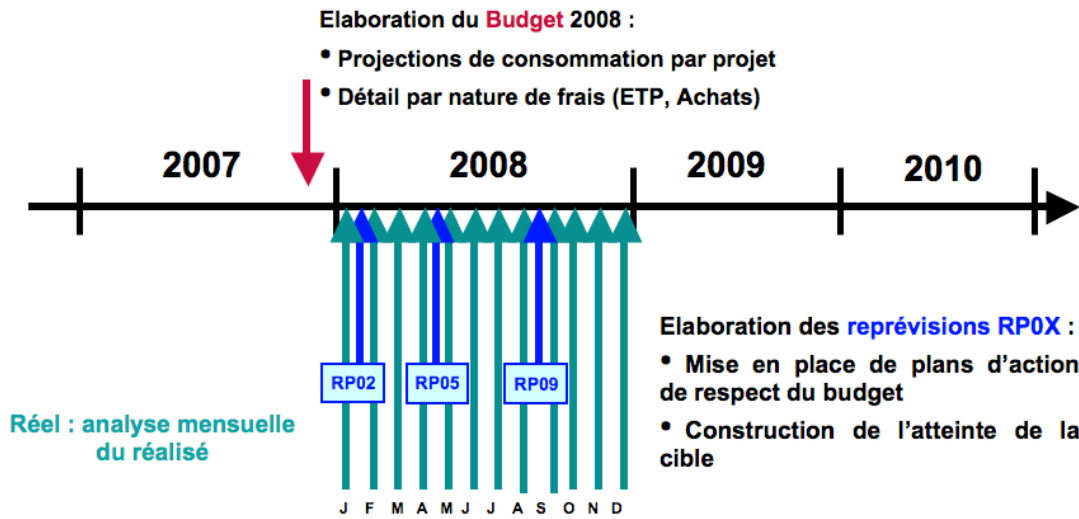 Elaboration du Budget 2008 :
• Projections de consommation par projet
• Détail par nature de frais (ETP, Achats)
2007 2008 2009 2010
RP02 RP05 RP09
Elaboration des reprévisions RP0X :
• Mise en place de plans d’action
de respect du budget
• Construction de l’atteinte de la
cible
Réel : analyse mensuelle
du réalisé
J F M A M J J A S O N D